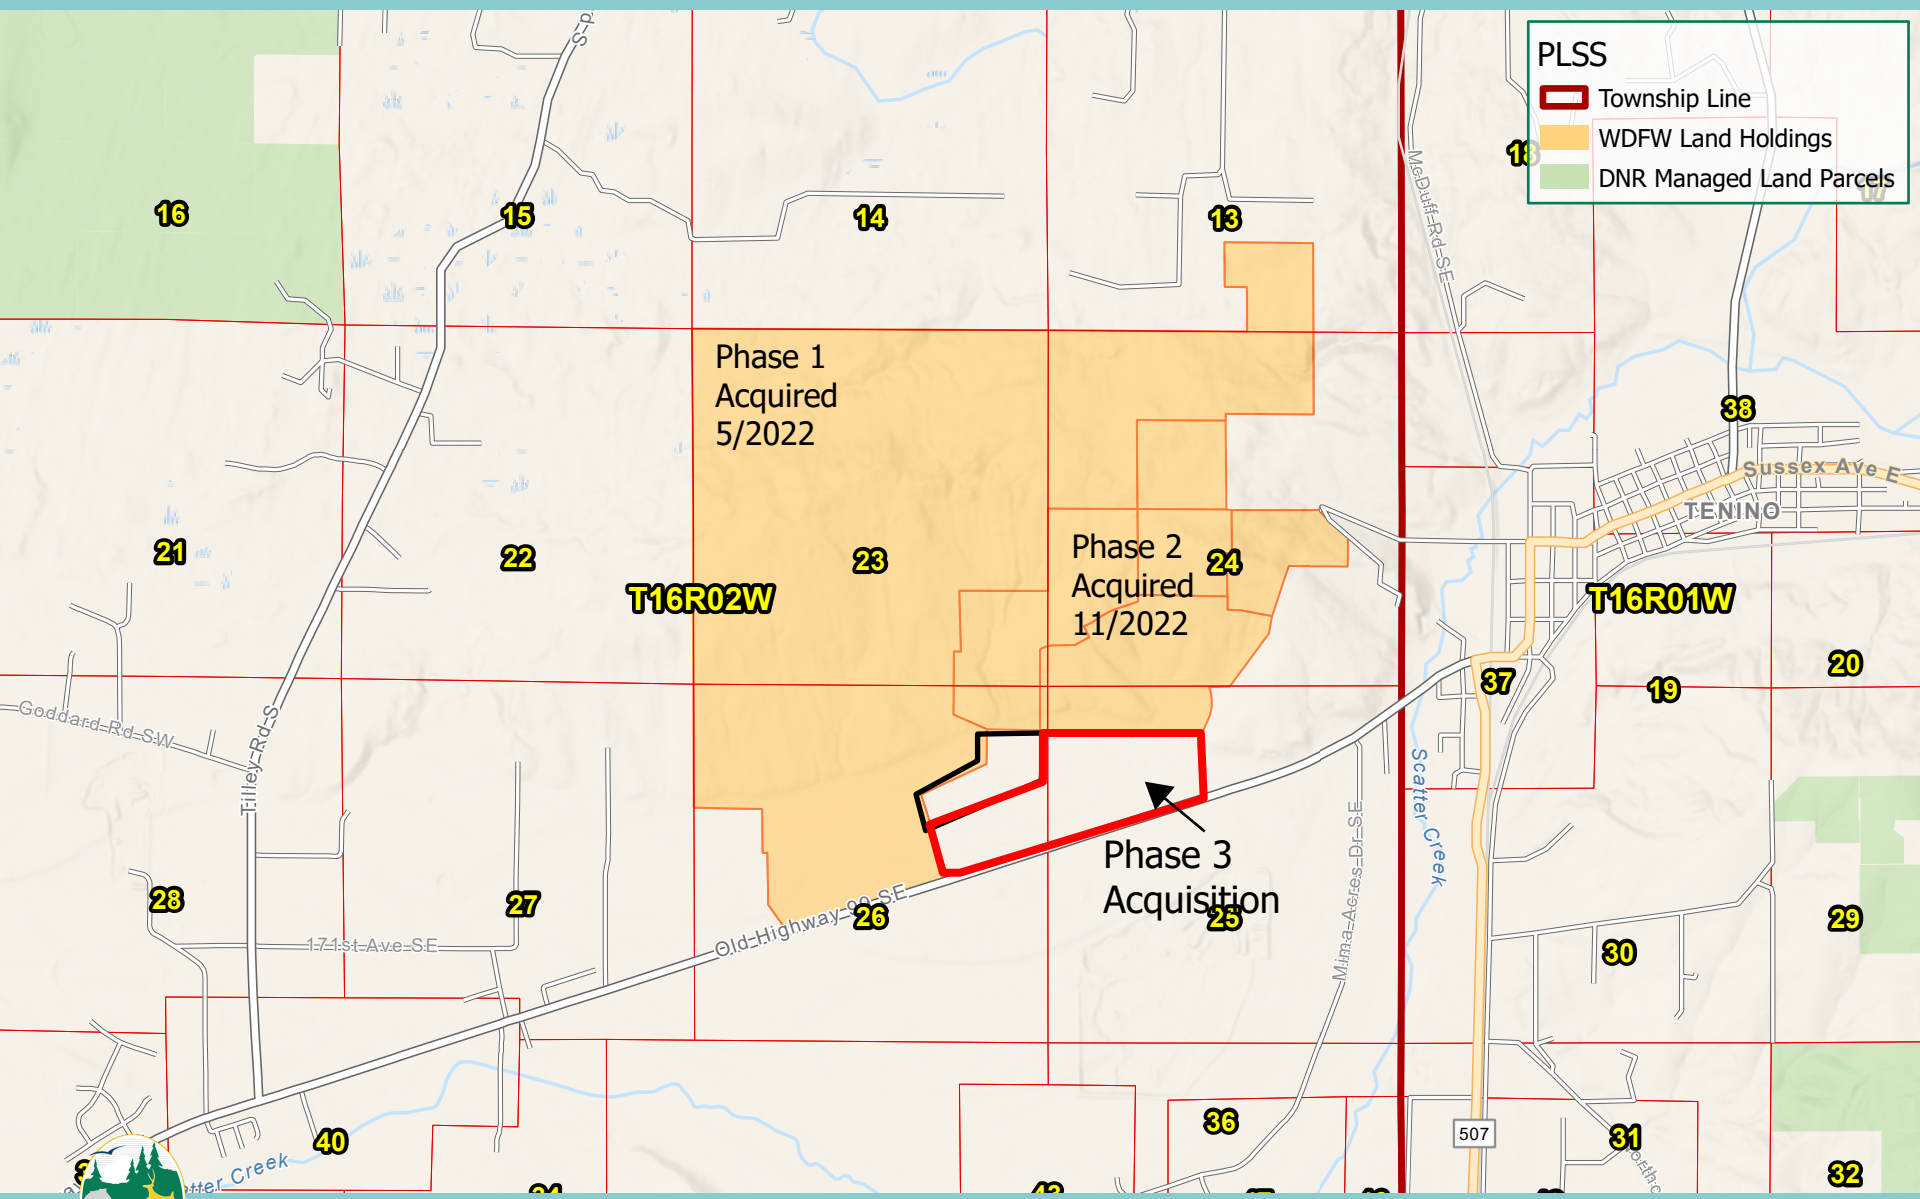 PLSS
Township Line
WDFW Land Holdings
DNR Managed Land Parcels
16
15
14
13
18
17
McDuff Rd SE
Phase 1
Acquired
5/2022
38
Sussex Ave E
TENINO
21
22
23
Phase 2
Acquired
11/2022
24
T16R02W
T16R01W
20
37
19
Goddard Rd SW
Tilley Rd S
Scatter Creek
Phase 3
Acquisition
Mima Acres Dr SE
28
27
Old Highway 99 SE
26
25
29
171st Ave SE
30
36
507
40
31
32